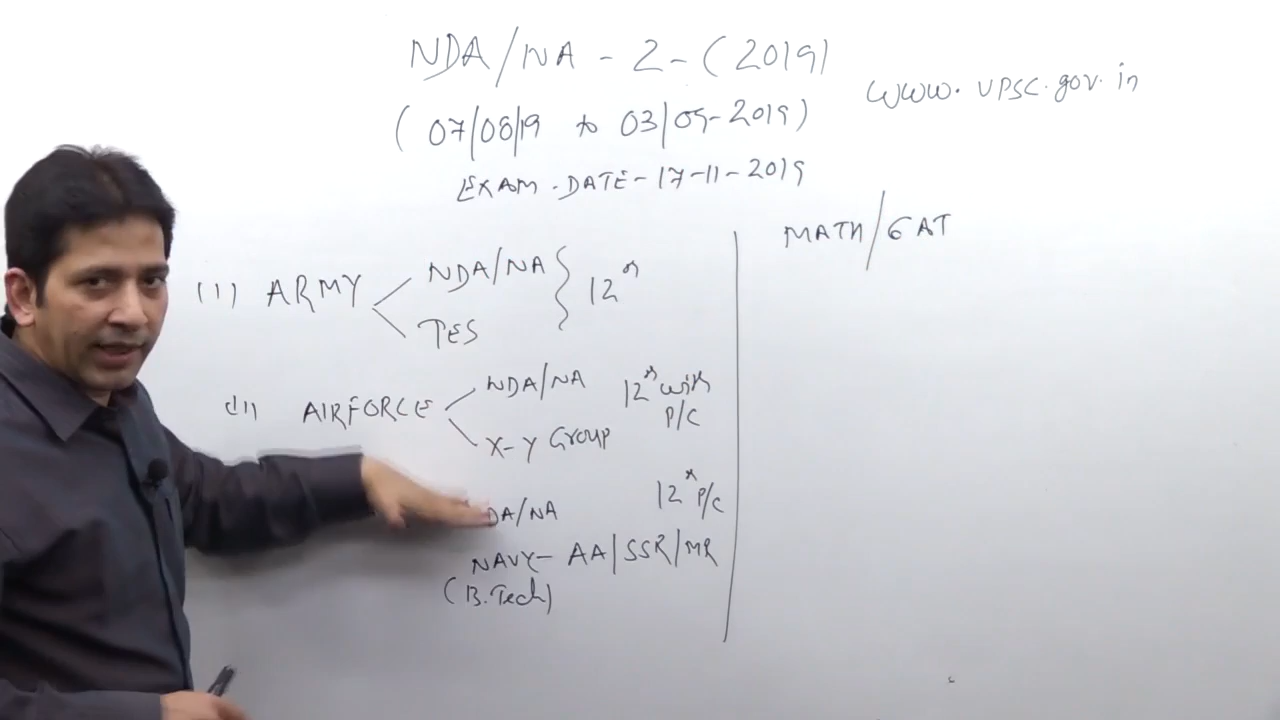 NDA/NA - 2 - (2019)
www.upsc.gov.in
(07/08/19 to 03/09-2019)
EXAM.DATE-17-11-2019
MATH/GAT
(I) ARMY
NDA/NA
TES
12th
(II) AIRFORCE
NDA/NA
12th with P/C
X-Y Group
DA/NA
12th P/C
NAVY- AA/SSR/MR
(B.Tech)